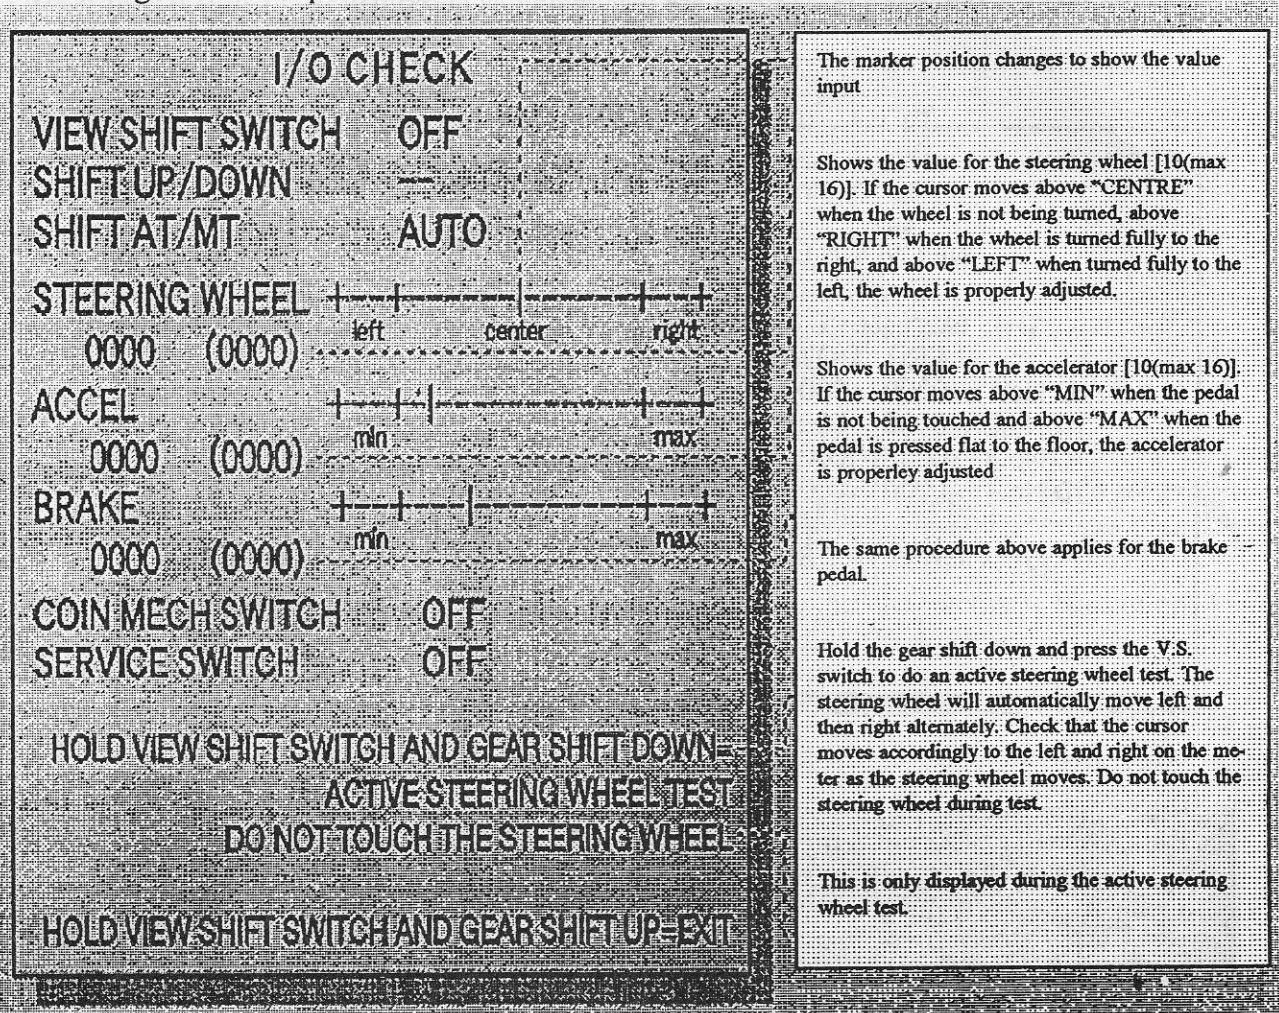 I/O CHECK
VIEW SHIFT SWITCH OFF
SHIFT UP/DOWN —
SHIFT AT/MT AUTO
STEERING WHEEL
left center right
0000 (0000)
ACCEL
min max
0000 (0000)
BRAKE
min max
0000 (0000)
COIN MECH SWITCH OFF
SERVICE SWITCH OFF
HOLD VIEW SHIFT SWITCH AND GEAR SHIFT DOWN=
ACTIVE STEERING WHEEL TEST
DO NOT TOUCH THE STEERING WHEEL
HOLD VIEW SHIFT SWITCH AND GEAR SHIFT UP=EXIT
The marker position changes to show the value
input
Shows the value for the steering wheel [10(max
16)]. If the cursor moves above “CENTRE”
when the wheel is not being turned, above
“RIGHT” when the wheel is turned fully to the
right, and above “LEFT” when turned fully to the
left, the wheel is properly adjusted.
Shows the value for the accelerator [10(max 16)].
If the cursor moves above “MIN” when the pedal
is not being touched and above “MAX” when the
pedal is pressed flat to the floor, the accelerator
is properley adjusted
The same procedure above applies for the brake
pedal.
Hold the gear shift down and press the V.S.
switch to do an active steering wheel test. The
steering wheel will automatically move left and
then right alternately. Check that the cursor
moves accordingly to the left and right on the me-
ter as the steering wheel moves. Do not touch the
steering wheel during test.
This is only displayed during the active steering
wheel test.